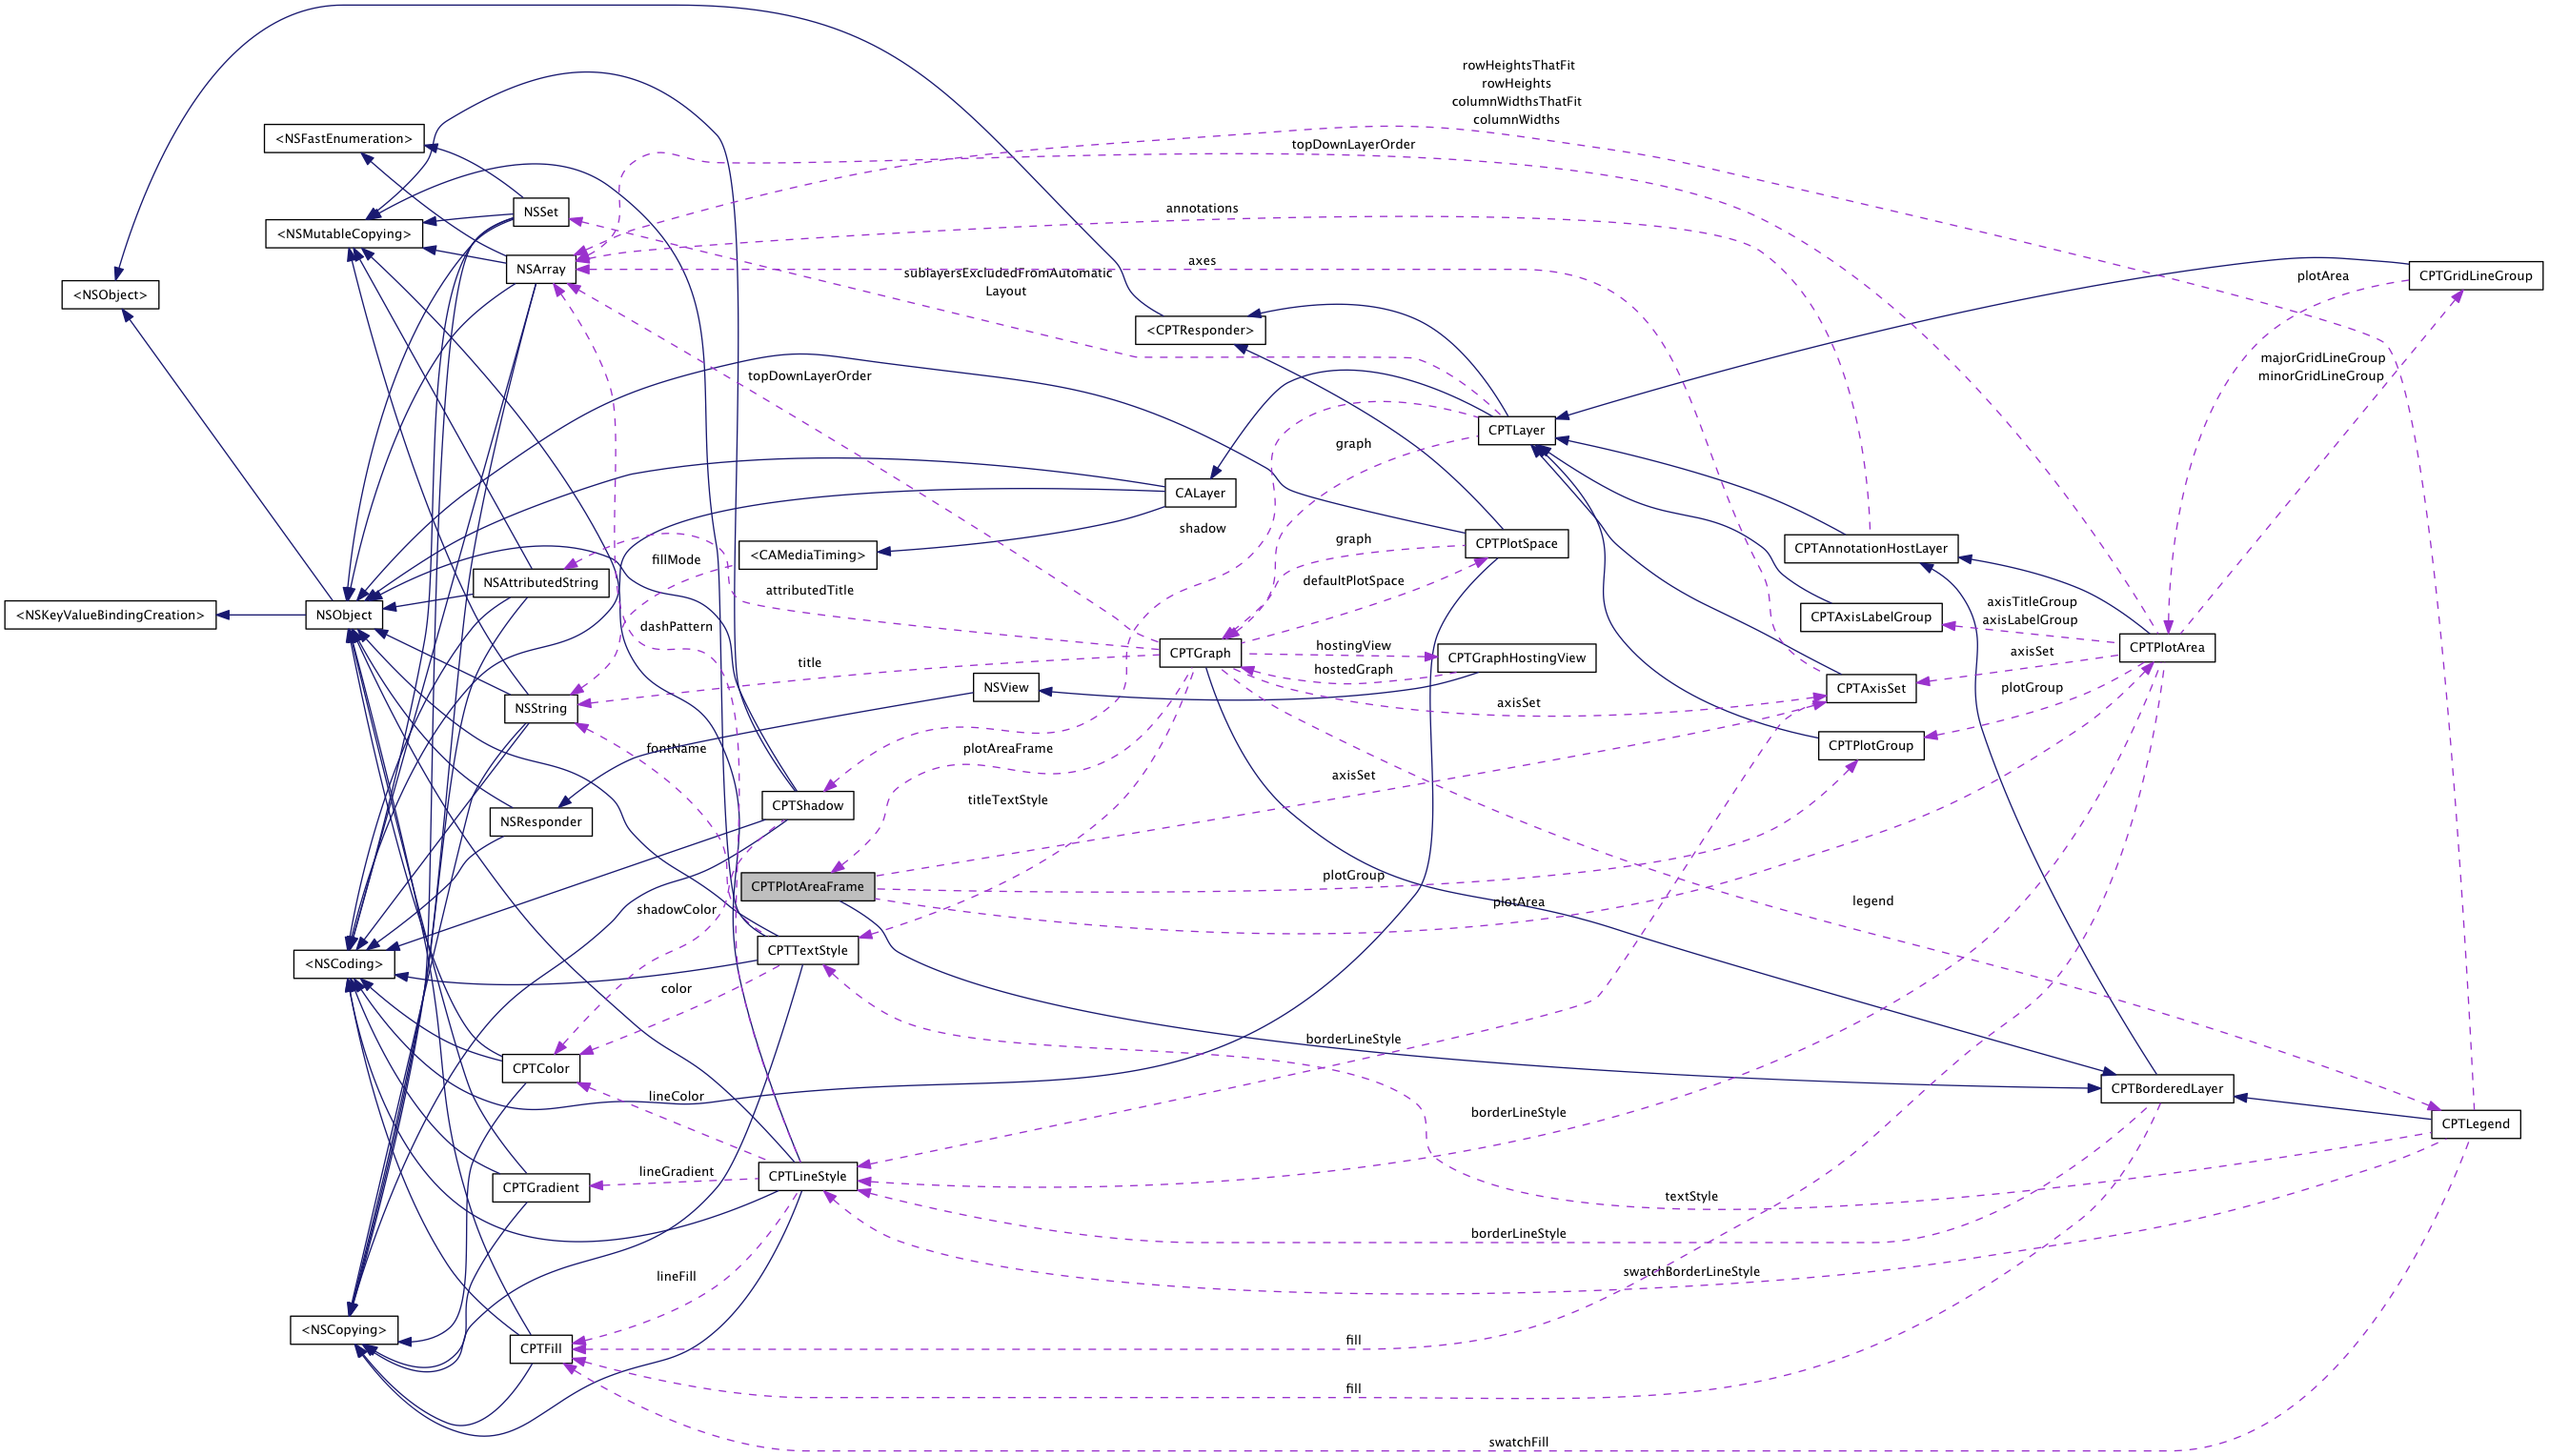 rowHeightsThatFit
rowHeights
columnWidthsThatFit
columnWidths
<NSFastEnumeration>
topDownLayerOrder
NSSet
annotations
<NSMutableCopying>
NSArray
axes
sublayersExcludedFromAutomatic
Layout
plotArea
CPTGridLineGroup
<NSObject>
<CPTResponder>
majorGridLineGroup
minorGridLineGroup
topDownLayerOrder
CPTLayer
graph
CALayer
shadow
graph
CPTPlotSpace
<CAMediaTiming>
fillMode
CPTAnnotationHostLayer
NSAttributedString
defaultPlotSpace
attributedTitle
<NSKeyValueBindingCreation>
NSObject
axisTitleGroup
axisLabelGroup
CPTAxisLabelGroup
dashPattern
CPTGraph
hostingView
CPTGraphHostingView
CPTPlotArea
title
hostedGraph
axisSet
NSView
CPTAxisSet
plotGroup
NSString
axisSet
fontName
plotAreaFrame
CPTPlotGroup
axisSet
CPTShadow
titleTextStyle
NSResponder
CPTPlotAreaFrame
plotGroup
shadowColor
plotArea
legend
CPTTextStyle
<NSCoding>
color
borderLineStyle
CPTColor
CPTBorderedLayer
lineColor
borderLineStyle
CPTLegend
lineGradient
CPTLineStyle
CPTGradient
textStyle
borderLineStyle
lineFill
swatchBorderLineStyle
<NSCopying>
CPTFill
fill
fill
swatchFill